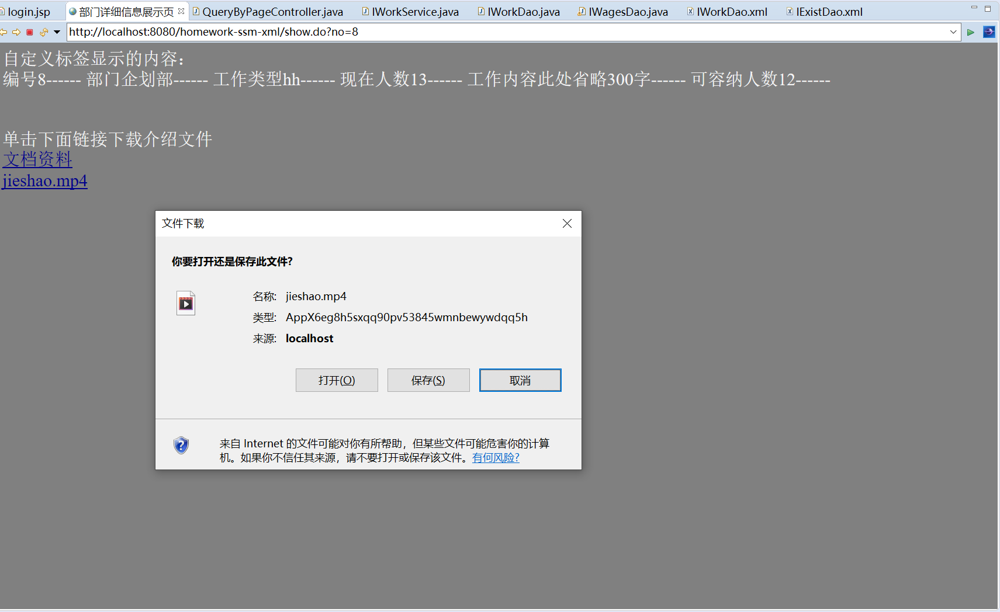 login.jsp 部门详细信息展示页 QueryByPageController.java IWorkService.java IWorkDao.java IWagesDao.java IWorkDao.xml IExistDao.xml
http://localhost:8080/homework-ssm-xml/show.do?no=8
自定义标签显示的内容：
编号8------ 部门企划部------ 工作类型hh------ 现在人数13------ 工作内容此处省略300字------ 可容纳人数12------
单击下面链接下载介绍文件
文档资料
jieshao.mp4
文件下载
你要打开还是保存此文件?
名称: jieshao.mp4
类型: AppX6eg8h5sxqq90pv53845wmnbewywdqq5h
来源: localhost
打开(O) 保存(S) 取消
来自 Internet 的文件可能对你有所帮助，但某些文件可能危害你的计算
机。如果你不信任其来源，请不要打开或保存该文件。有何风险?